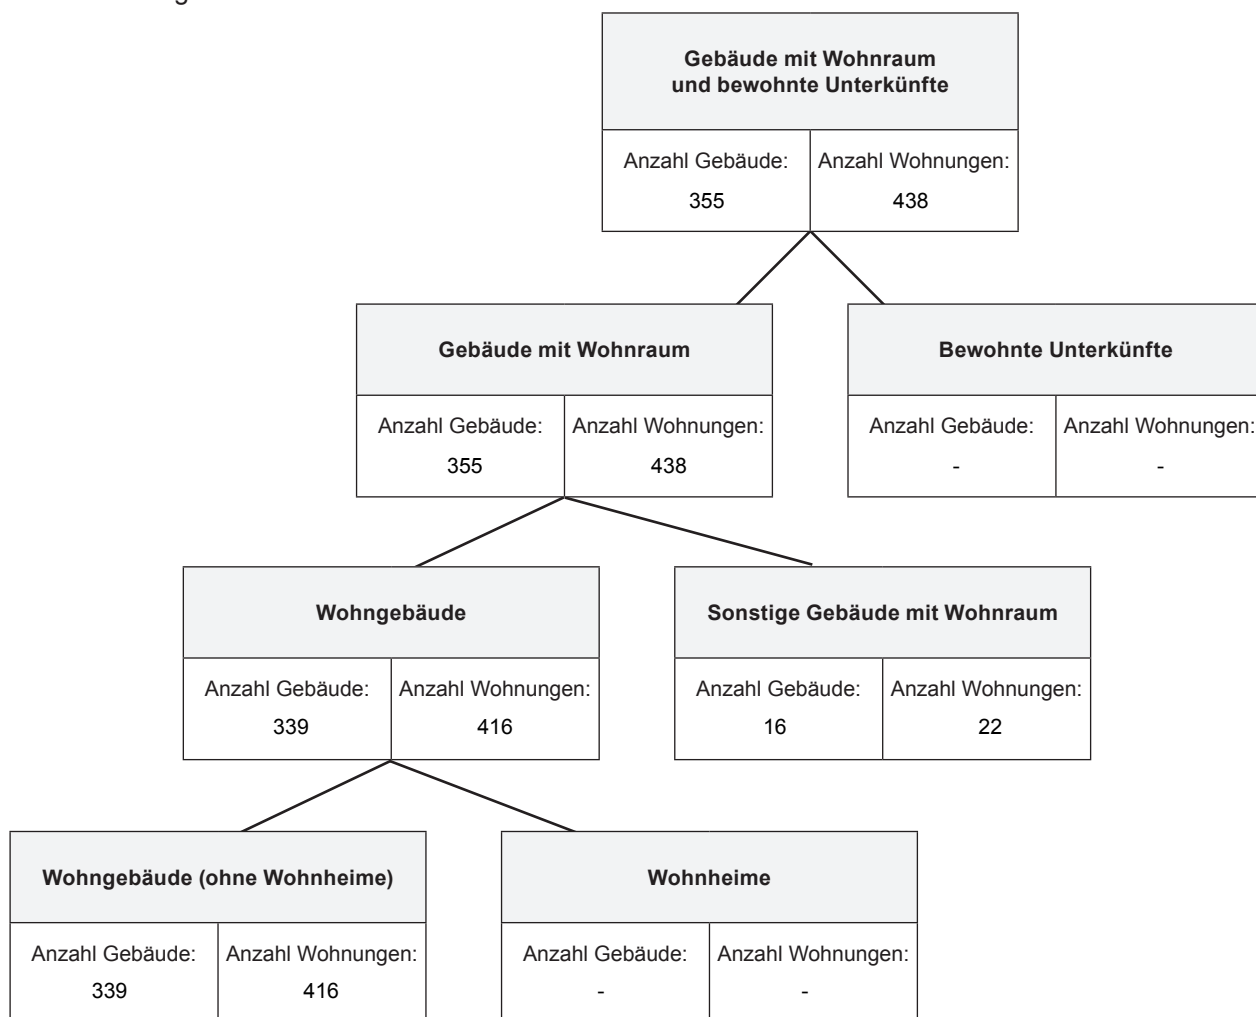 Gebäude mit Wohnraum
und bewohnte Unterkünfte
Anzahl Gebäude:
355
Anzahl Wohnungen:
438
Gebäude mit Wohnraum
Anzahl Gebäude:
355
Anzahl Wohnungen:
438
Bewohnte Unterkünfte
Anzahl Gebäude:
-
Anzahl Wohnungen:
-
Wohngebäude
Anzahl Gebäude:
339
Anzahl Wohnungen:
416
Sonstige Gebäude mit Wohnraum
Anzahl Gebäude:
16
Anzahl Wohnungen:
22
Wohngebäude (ohne Wohnheime)
Anzahl Gebäude:
339
Anzahl Wohnungen:
416
Wohnheime
Anzahl Gebäude:
-
Anzahl Wohnungen:
-